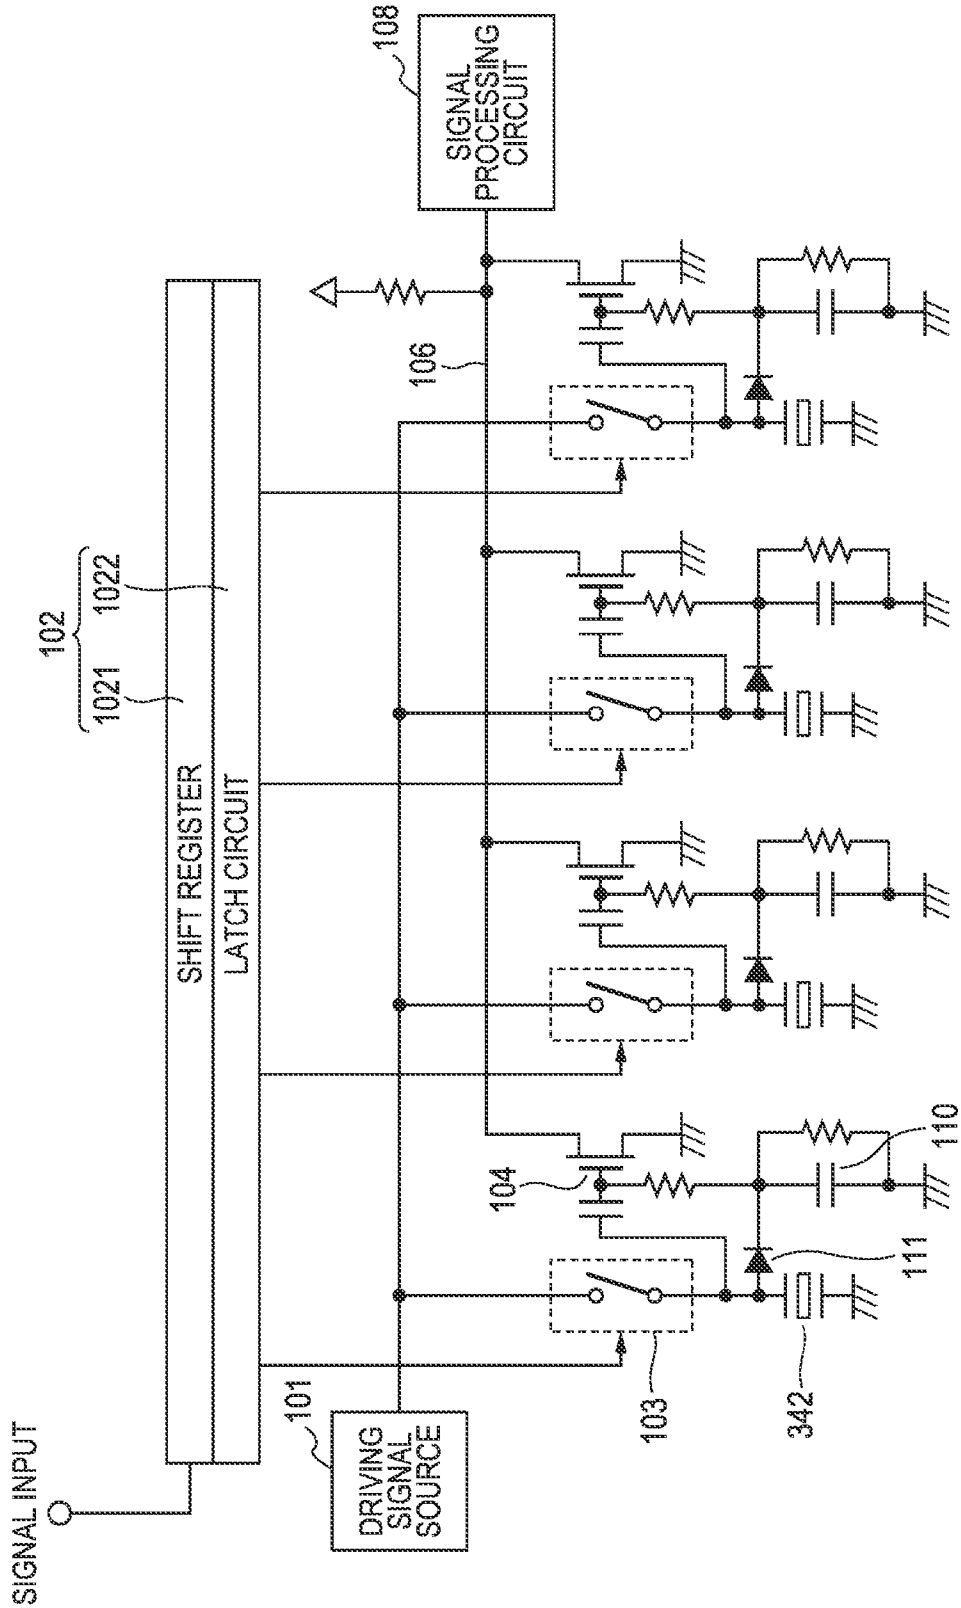 SIGNAL INPUT
102
1021
1022
SHIFT REGISTER
LATCH CIRCUIT
101
DRIVING
SIGNAL
SOURCE
106
108
SIGNAL
PROCESSING
CIRCUIT
104
103
342
111
110